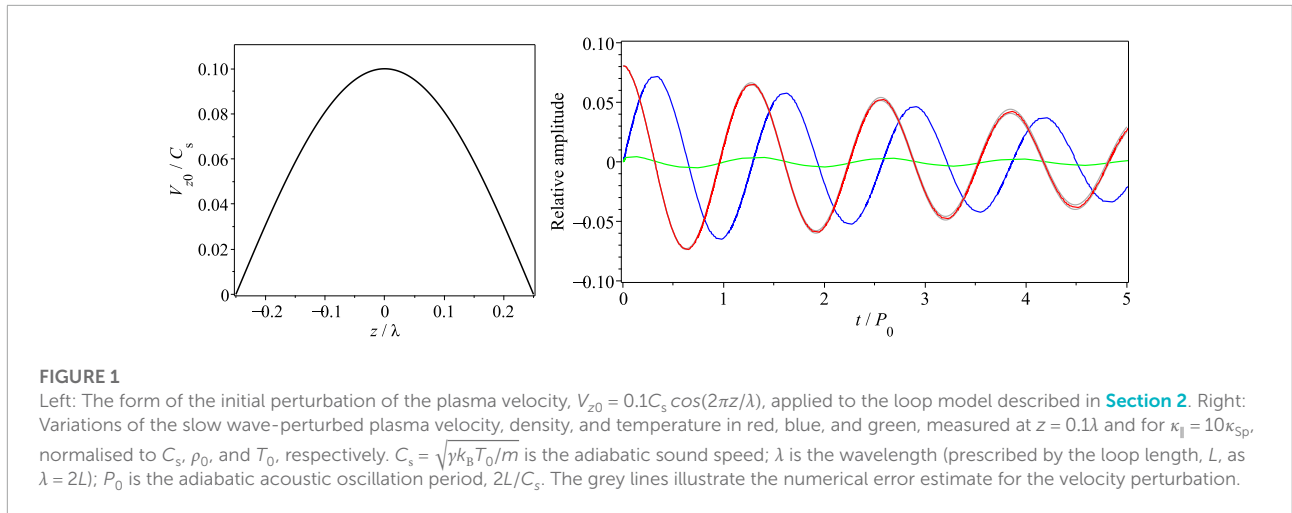 0.10
0.08
0.06
0.04
0.02
0
V_{z0} / C_s
−0.2 −0.1 0 0.1 0.2
z / λ
0.10
0.05
0
−0.05
−0.10
Relative amplitude
0 1 2 3 4 5
t / P_0
FIGURE 1
Left: The form of the initial perturbation of the plasma velocity, V_{z0} = 0.1C_s cos(2πz/λ), applied to the loop model described in Section 2. Right:
Variations of the slow wave-perturbed plasma velocity, density, and temperature in red, blue, and green, measured at z = 0.1λ and for κ_∥ = 10κ_{Sp},
normalised to C_s, ρ_0, and T_0, respectively. C_s = √(γk_BT_0/m) is the adiabatic sound speed; λ is the wavelength (prescribed by the loop length, L, as
λ = 2L); P_0 is the adiabatic acoustic oscillation period, 2L/C_s. The grey lines illustrate the numerical error estimate for the velocity perturbation.